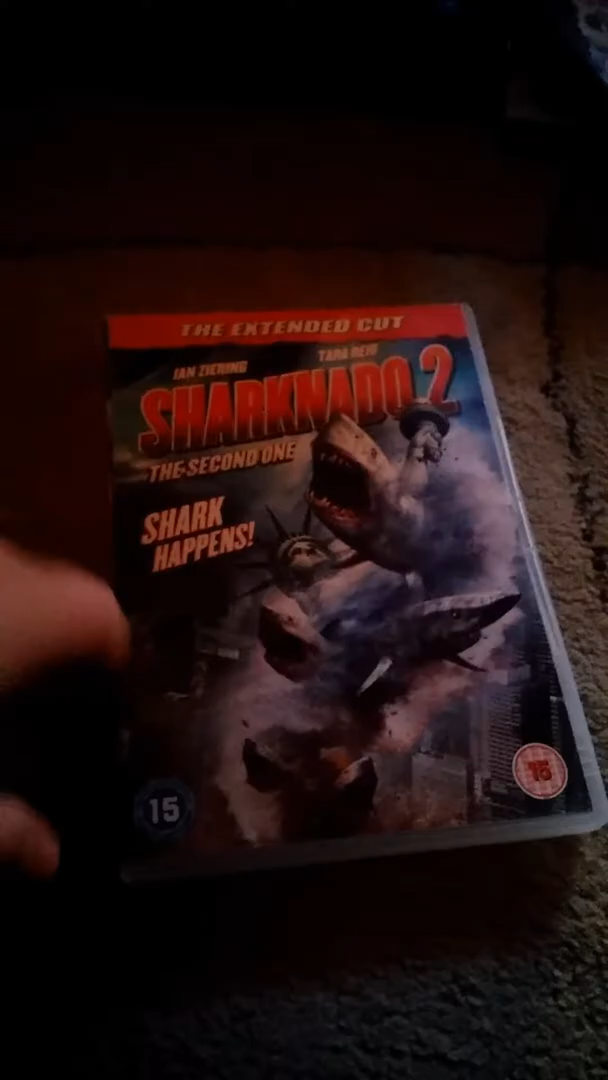 THE EXTENDED CUT
IAN ZIERING TARA REID
SHARKNADO 2
THE SECOND ONE
SHARK
HAPPENS!
15
15